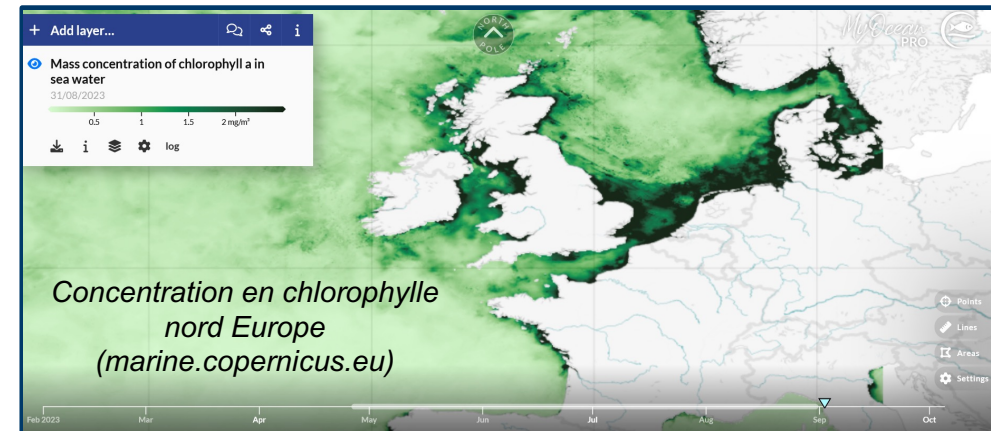 + Add layer...
i
Mass concentration of chlorophyll a in
sea water
31/08/2023
0.5 1 1.5 2 mg/m³
i log
NORTH
POLE
MyOcean
PRO
Concentration en chlorophylle
nord Europe
(marine.copernicus.eu)
Points
Lines
Areas
Settings
Feb 2023 Mar Apr May Jun Jul Aug Sep Oct